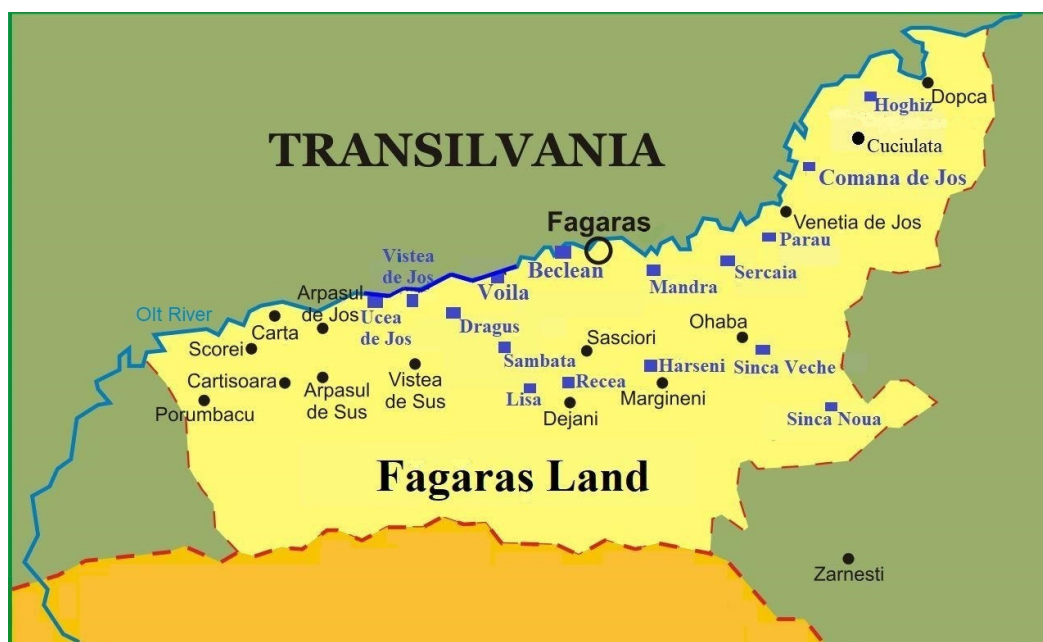 Dopca
Hoghiz
TRANSILVANIA
Cuciulata
Comana de Jos
Fagaras
Venetia de Jos
Parau
Vistea
de Jos
Beclean
Sercaia
Mandra
Voila
Olt River
Arpasul
de Jos
Ucea
de Jos
Carta
Dragus
Ohaba
Scorei
Sasciori
Sambata
Harseni
Sinca Veche
Cartisoara
Arpasul
de Sus
Vistea
de Sus
Lisa
Recea
Margineni
Porumbacu
Dejani
Sinca Noua
Fagaras Land
Zarnesti